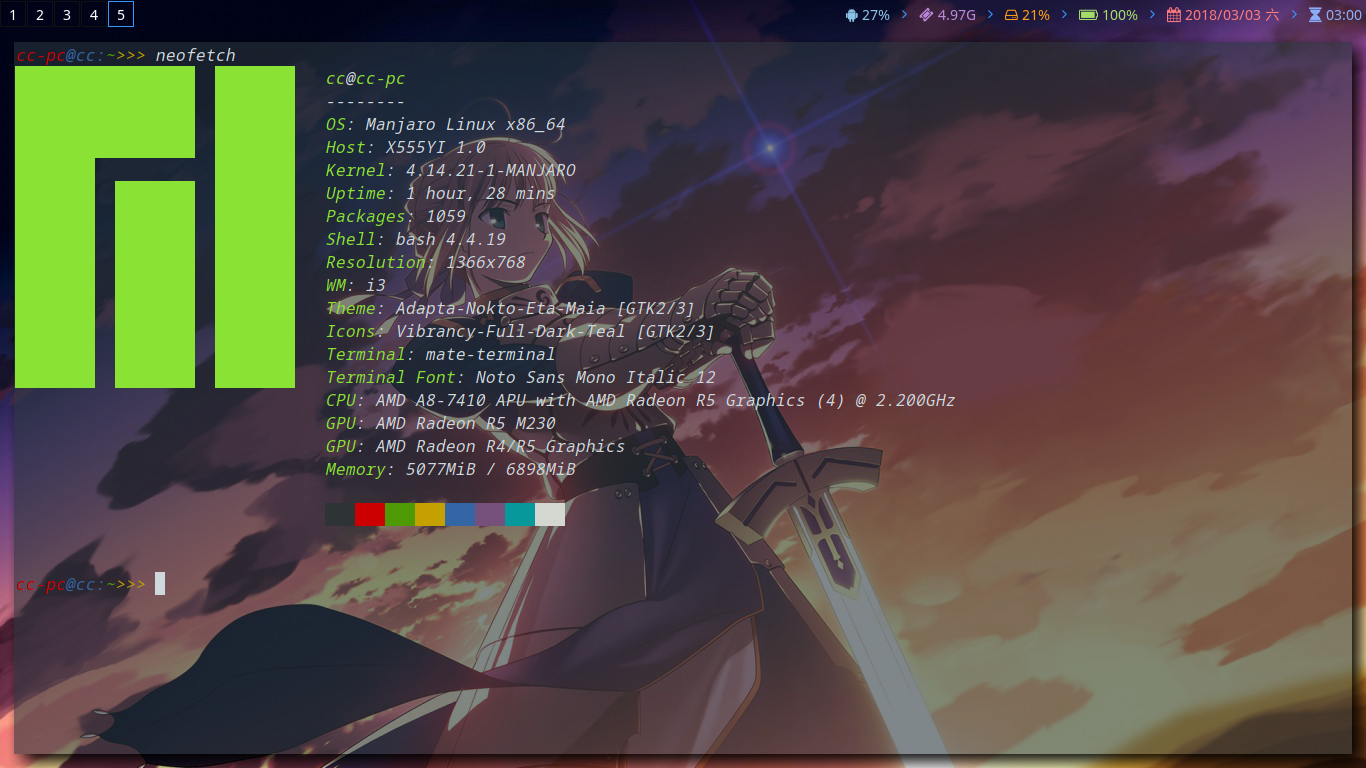 1 2 3 4 5 27% 4.97G 21% 100% 2018/03/03 六 03:00
cc-pc@cc:~>>> neofetch
cc@cc-pc
--------
OS: Manjaro Linux x86_64
Host: X555YI 1.0
Kernel: 4.14.21-1-MANJARO
Uptime: 1 hour, 28 mins
Packages: 1059
Shell: bash 4.4.19
Resolution: 1366x768
WM: i3
Theme: Adapta-Nokto-Eta-Maia [GTK2/3]
Icons: Vibrancy-Full-Dark-Teal [GTK2/3]
Terminal: mate-terminal
Terminal Font: Noto Sans Mono Italic 12
CPU: AMD A8-7410 APU with AMD Radeon R5 Graphics (4) @ 2.200GHz
GPU: AMD Radeon R5 M230
GPU: AMD Radeon R4/R5 Graphics
Memory: 5077MiB / 6898MiB
cc-pc@cc:~>>>